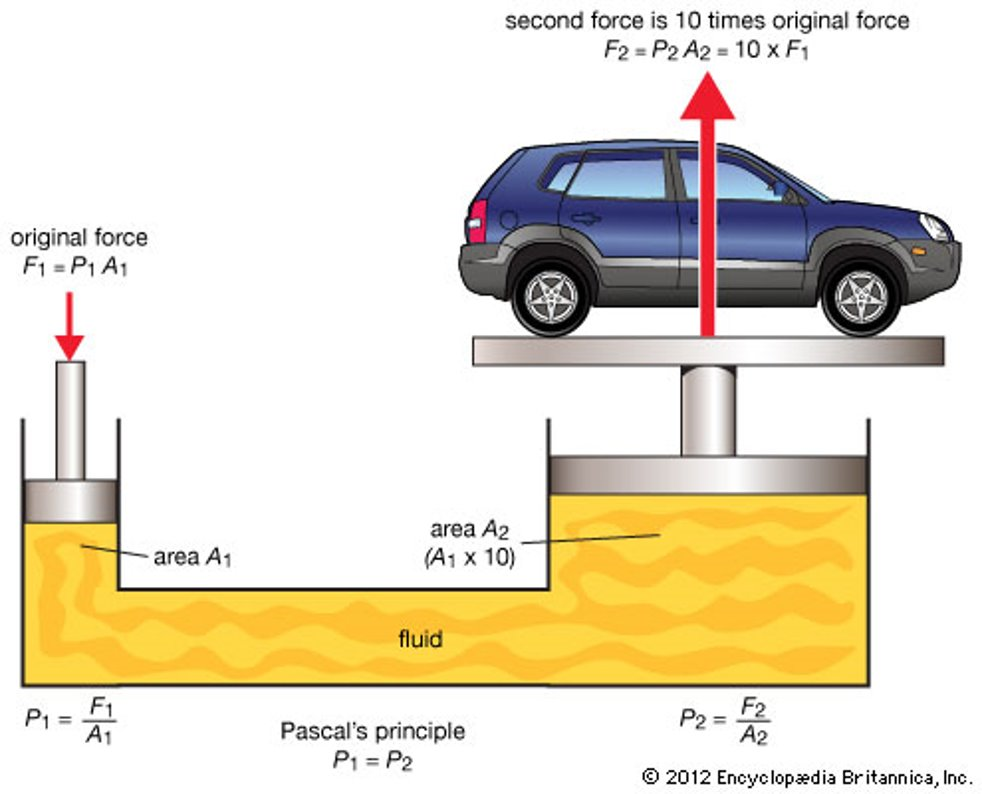 second force is 10 times original force
F₂ = P₂ A₂ = 10 x F₁
original force
F₁ = P₁ A₁
area A₁
area A₂
(A₁ x 10)
fluid
P₁ = F₁/A₁
Pascal's principle
P₁ = P₂
P₂ = F₂/A₂
© 2012 Encyclopædia Britannica, Inc.